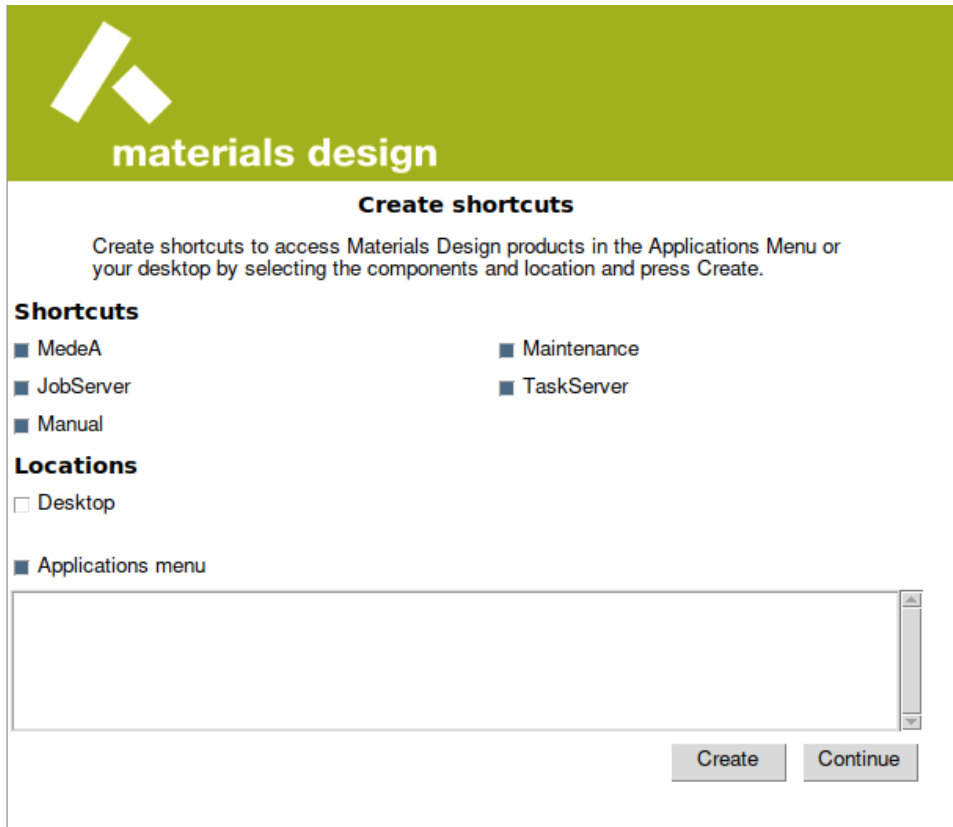 materials design
Create shortcuts
Create shortcuts to access Materials Design products in the Applications Menu or
your desktop by selecting the components and location and press Create.
Shortcuts
MedeA
Maintenance
JobServer
TaskServer
Manual
Locations
Desktop
Applications menu
Create
Continue